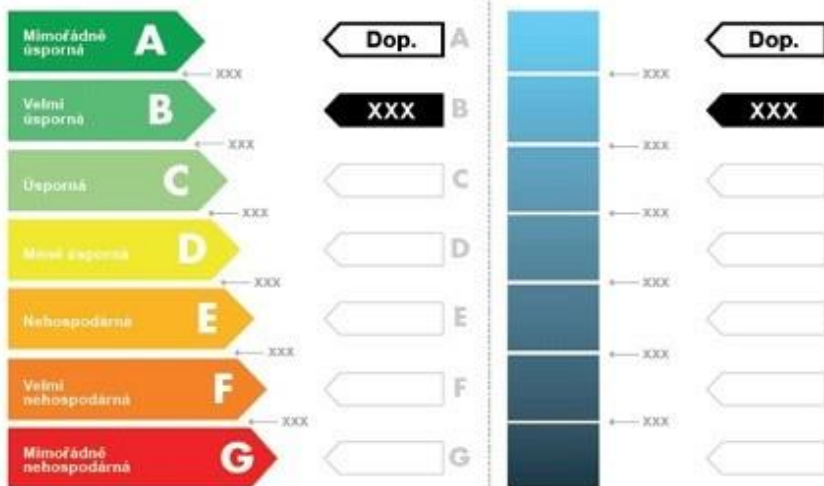 Mimořádně
úsporná
A
Dop.
A
Dop.
XXX
XXX
Velmi
úsporná
B
XXX
B
XXX
XXX
XXX
Úsporná
C
C
XXX
XXX
Méně úsporná
D
D
XXX
XXX
Nehospodárná
E
E
XXX
XXX
Velmi
nehospodárná
F
F
XXX
XXX
Mimořádně
nehospodárná
G
G